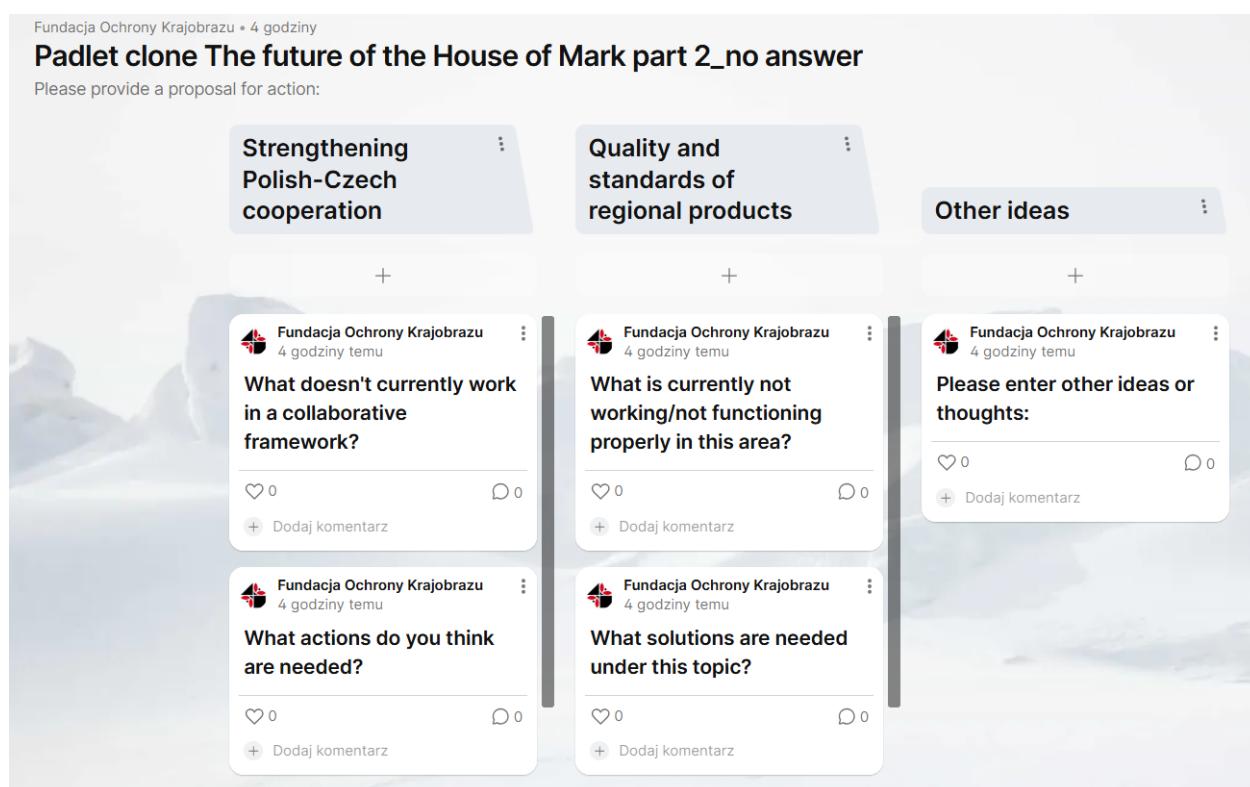 Fundacja Ochrony Krajobrazu • 4 godziny
Padlet clone The future of the House of Mark part 2_no answer
Please provide a proposal for action:
Strengthening
Polish-Czech
cooperation
Fundacja Ochrony Krajobrazu
4 godziny temu
What doesn't currently work
in a collaborative
framework?
0
0
Dodaj komentarz
Fundacja Ochrony Krajobrazu
4 godziny temu
What actions do you think
are needed?
0
0
Dodaj komentarz
Quality and
standards of
regional products
Fundacja Ochrony Krajobrazu
4 godziny temu
What is currently not
working/not functioning
properly in this area?
0
0
Dodaj komentarz
Fundacja Ochrony Krajobrazu
4 godziny temu
What solutions are needed
under this topic?
0
0
Dodaj komentarz
Other ideas
Fundacja Ochrony Krajobrazu
4 godziny temu
Please enter other ideas or
thoughts:
0
0
Dodaj komentarz